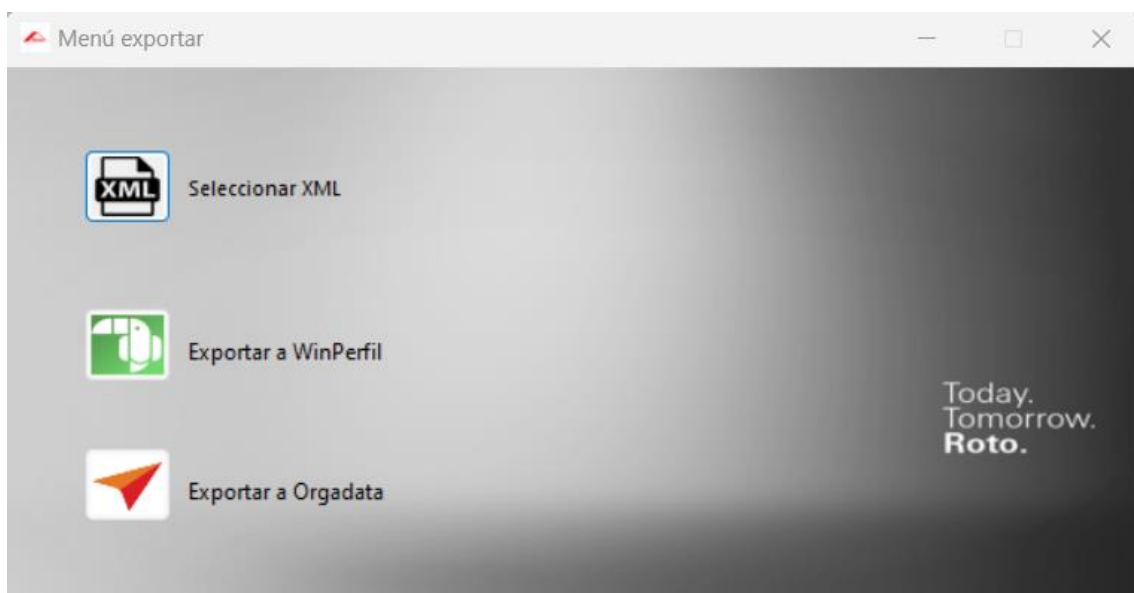 Menú exportar
XML
Seleccionar XML
Exportar a WinPerfil
Exportar a Orgadata
Today.
Tomorrow.
Roto.